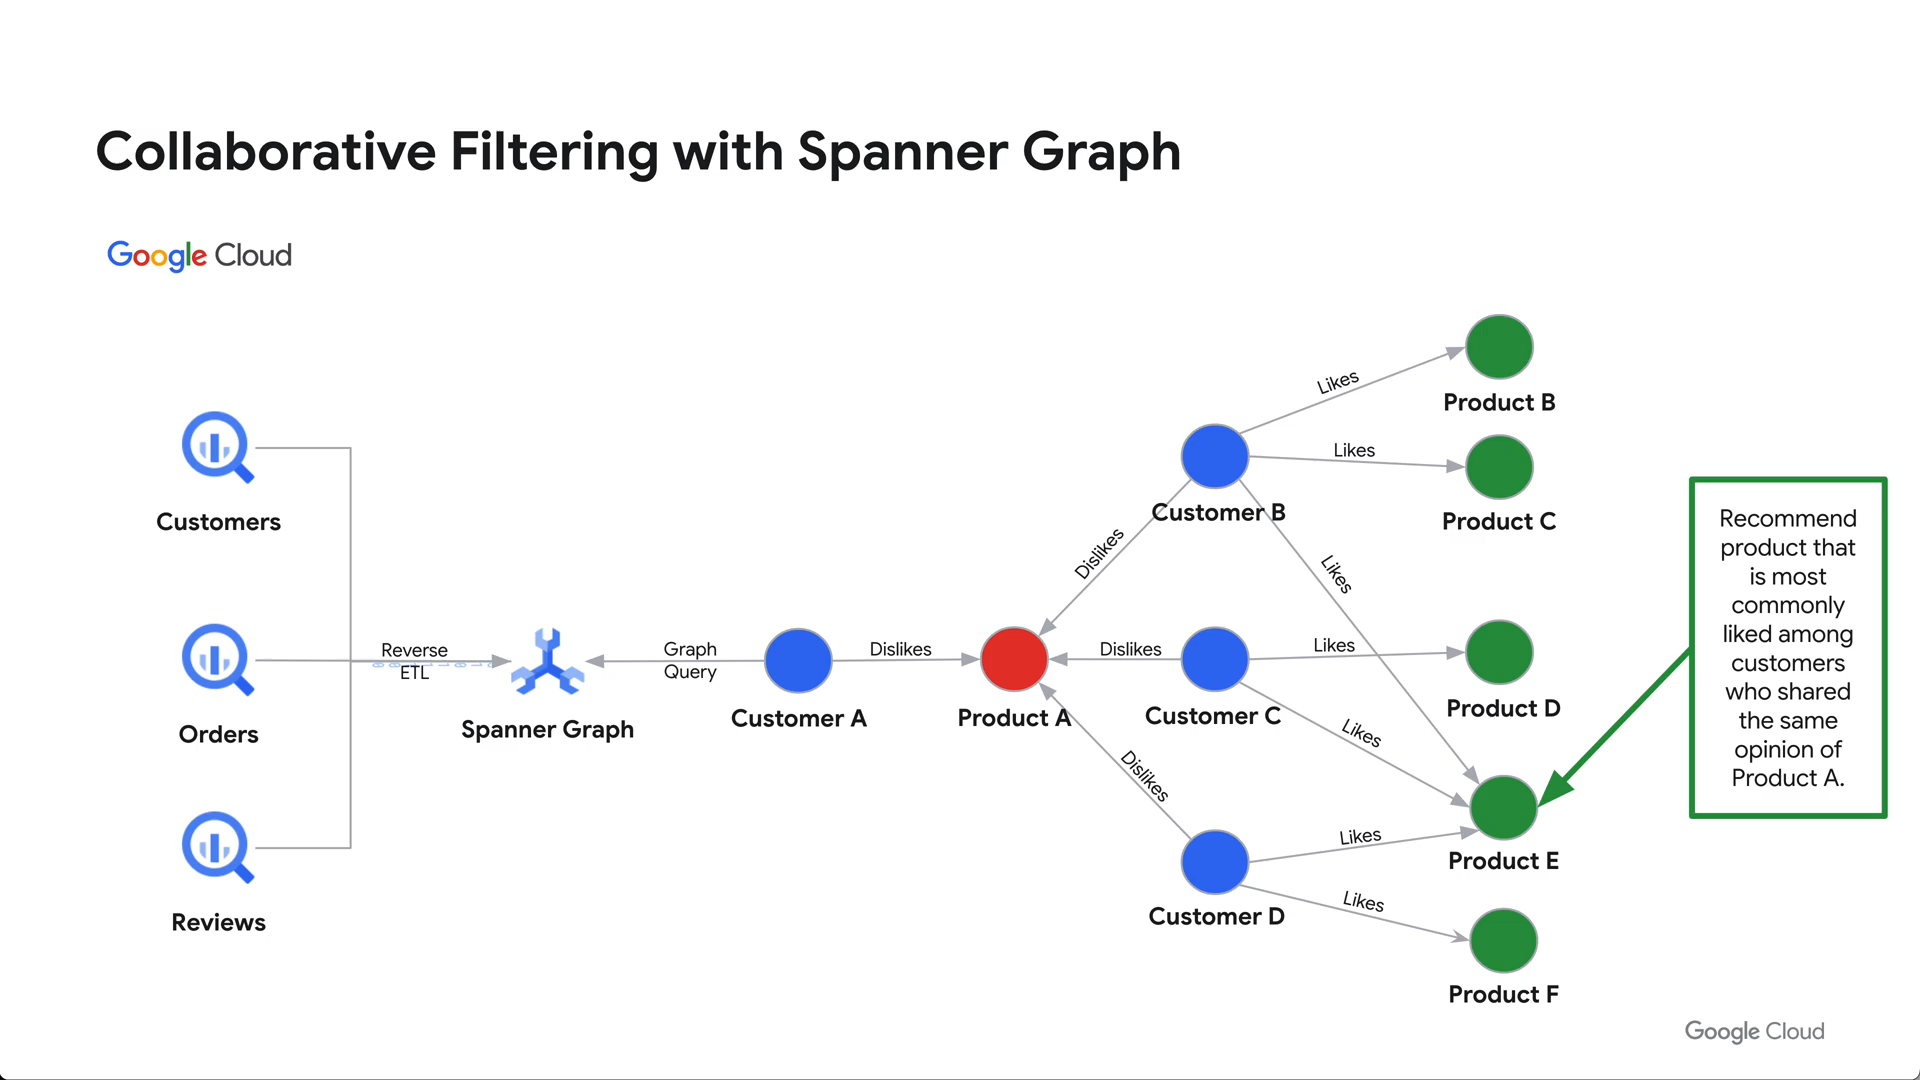 Collaborative Filtering with Spanner Graph
Google Cloud
Customers
Orders
Reviews
Reverse
ETL
Spanner Graph
Graph
Query
Customer A
Dislikes
Product A
Dislikes
Dislikes
Dislikes
Customer B
Customer C
Customer D
Likes
Likes
Likes
Likes
Likes
Likes
Likes
Product B
Product C
Product D
Product E
Product F
Recommend
product that
is most
commonly
liked among
customers
who shared
the same
opinion of
Product A.
Google Cloud